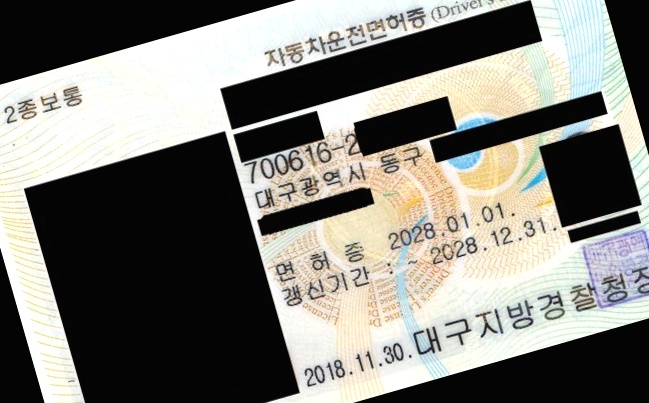 자동차운전면허증 (Driver's
2종보통
700616-2
대구광역시 동구
면 허 증 2028.01.01.
갱신기간 : ~ 2028.12.31.
2018.11.30. 대구지방경찰청장